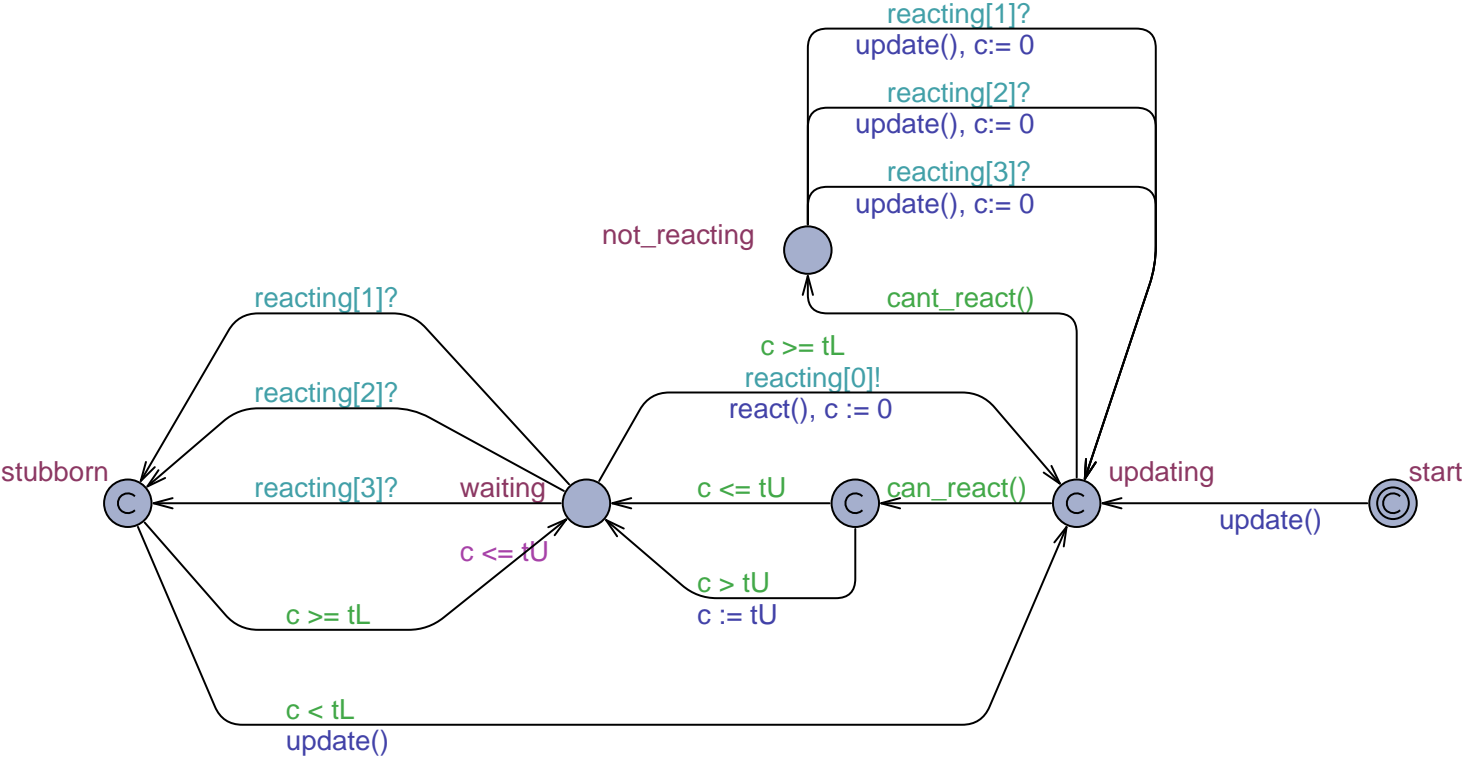 reacting[1]?
update(), c:= 0
reacting[2]?
update(), c:= 0
reacting[3]?
update(), c:= 0
not_reacting
reacting[1]?
cant_react()
c >= tL
reacting[0]!
react(), c := 0
reacting[2]?
stubborn
reacting[3]?
waiting
c <= tU
can_react()
updating
start
C
C
C
C
update()
c <= tU
c > tU
c := tU
c >= tL
c < tL
update()